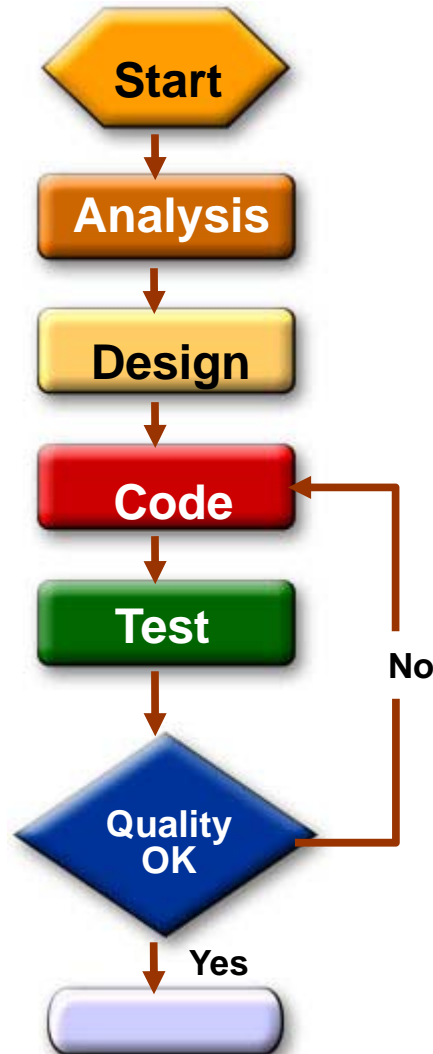 Start
Analysis
Design
Code
Test
No
Quality
OK
Yes